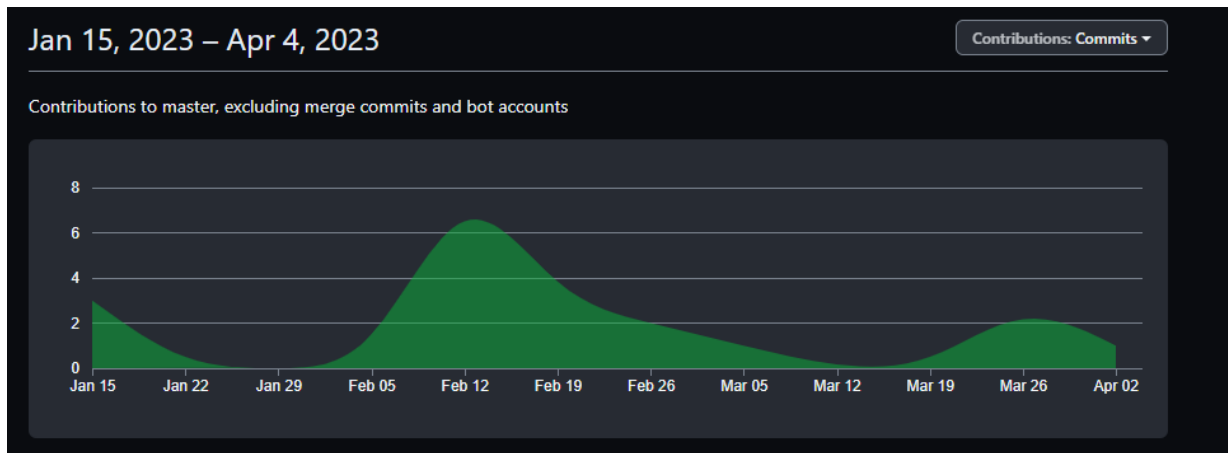 Jan 15, 2023 – Apr 4, 2023
Contributions: Commits
Contributions to master, excluding merge commits and bot accounts
8
6
4
2
0
Jan 15 Jan 22 Jan 29 Feb 05 Feb 12 Feb 19 Feb 26 Mar 05 Mar 12 Mar 19 Mar 26 Apr 02